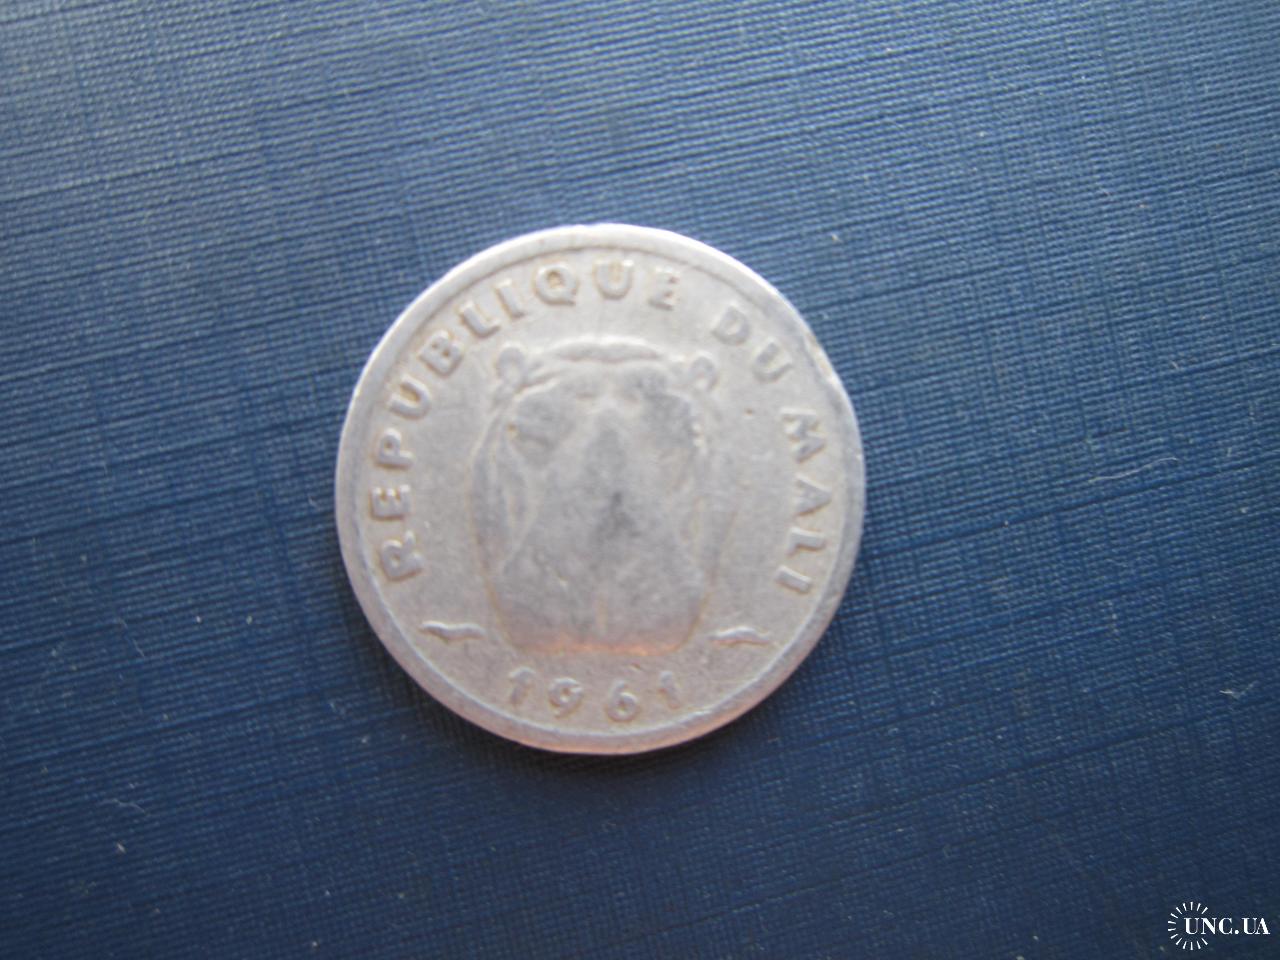 REPUBLIQUE DU MALI
1961
UNC.UA